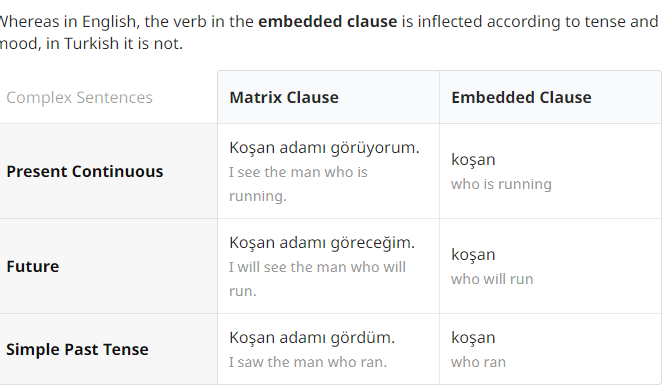 Whereas in English, the verb in the embedded clause is inflected according to tense and
mood, in Turkish it is not.
Complex Sentences
Matrix Clause
Embedded Clause
Present Continuous
Koşan adamı görüyorum.
I see the man who is
running.
koşan
who is running
Future
Koşan adamı göreceğim.
I will see the man who will
run.
koşan
who will run
Simple Past Tense
Koşan adamı gördüm.
I saw the man who ran.
koşan
who ran